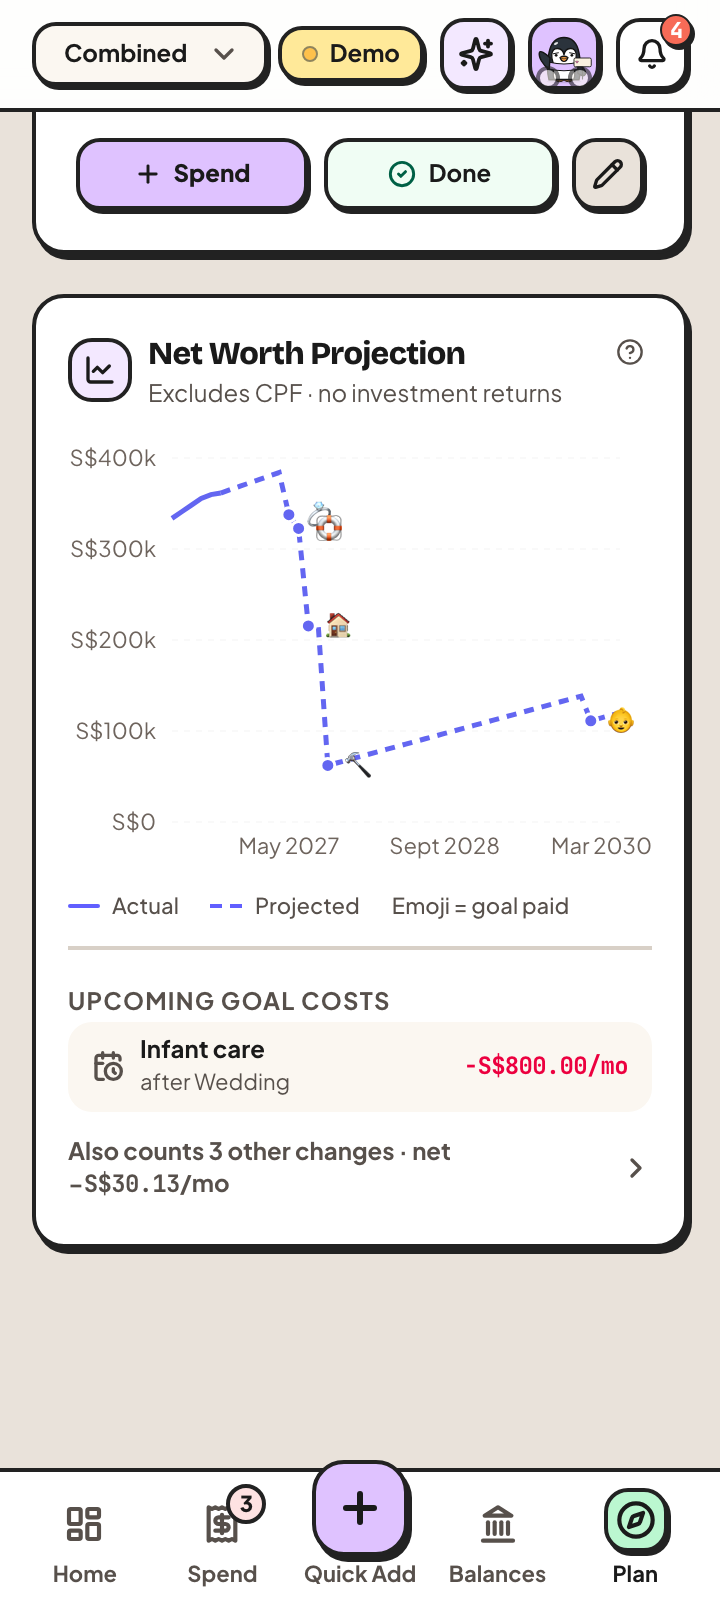 Combined
Demo
4
Spend
Done
Net Worth Projection
Excludes CPF · no investment returns
S$400k
S$300k
S$200k
S$100k
S$0
May 2027
Sept 2028
Mar 2030
Actual
Projected
Emoji = goal paid
UPCOMING GOAL COSTS
Infant care
after Wedding
-S$800.00/mo
Also counts 3 other changes · net
−S$30.13/mo
3
Home
Spend
Quick Add
Balances
Plan